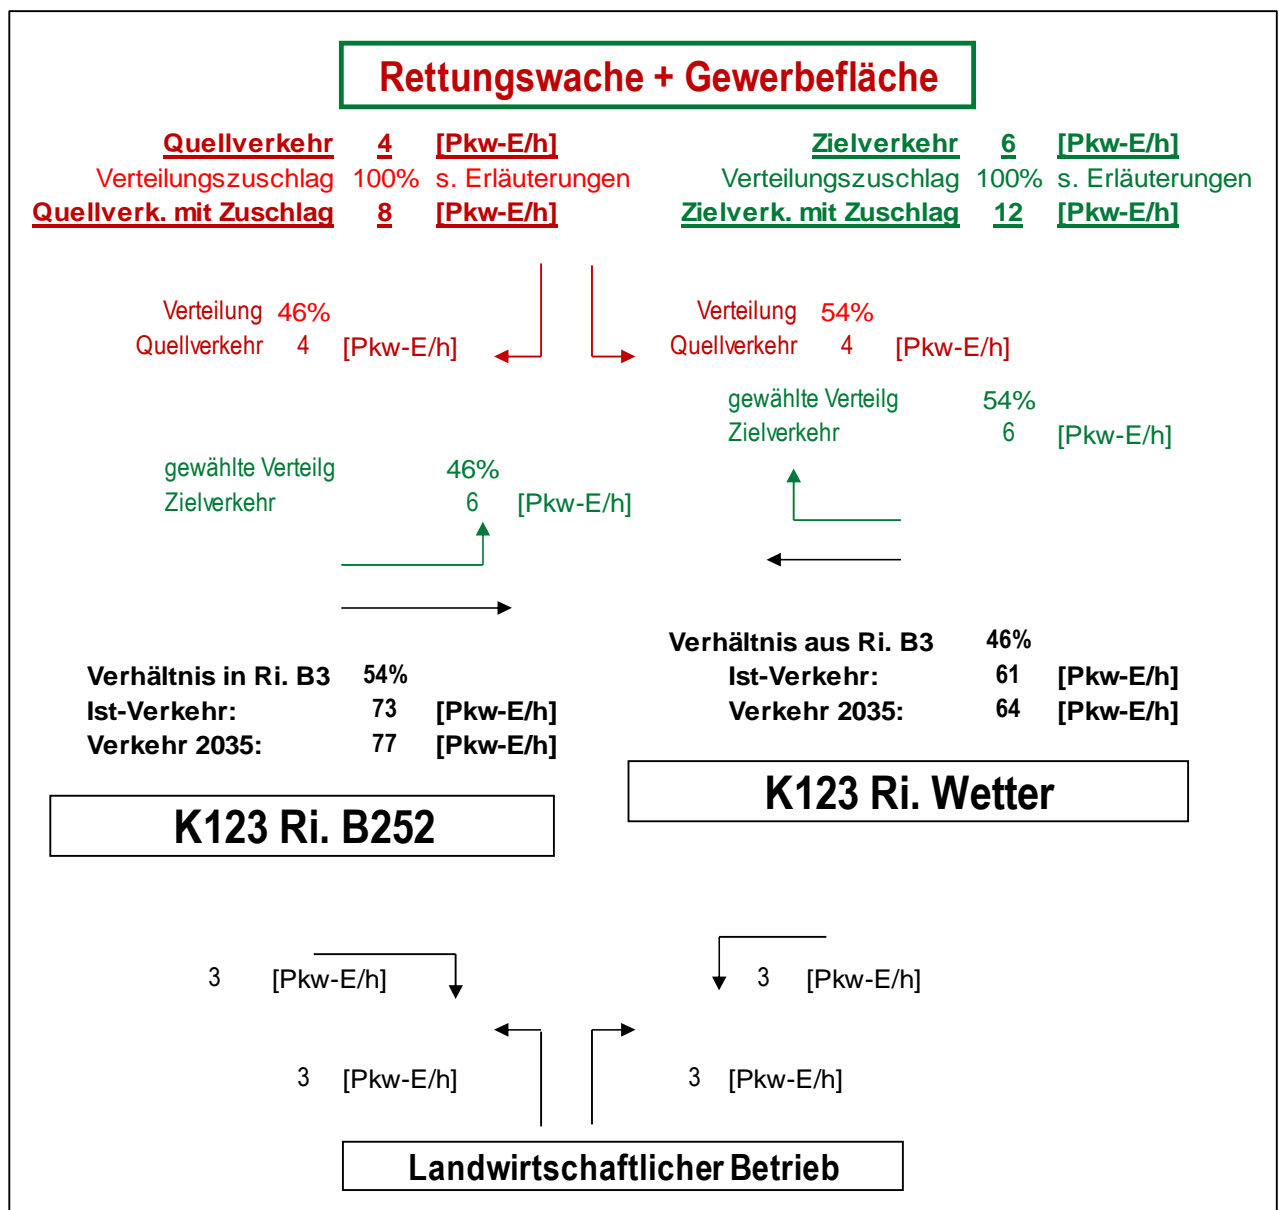 Rettungswache + Gewerbefläche
Quellverkehr 4 [Pkw-E/h]
Verteilungszuschlag 100% s. Erläuterungen
Quellverk. mit Zuschlag 8 [Pkw-E/h]
Zielverkehr 6 [Pkw-E/h]
Verteilungszuschlag 100% s. Erläuterungen
Zielverk. mit Zuschlag 12 [Pkw-E/h]
Verteilung 46%
Quellverkehr 4 [Pkw-E/h]
Verteilung 54%
Quellverkehr 4 [Pkw-E/h]
gewählte Verteilg 54%
Zielverkehr 6 [Pkw-E/h]
gewählte Verteilg 46%
Zielverkehr 6 [Pkw-E/h]
Verhältnis in Ri. B3 54%
Ist-Verkehr: 73 [Pkw-E/h]
Verkehr 2035: 77 [Pkw-E/h]
Verhältnis aus Ri. B3 46%
Ist-Verkehr: 61 [Pkw-E/h]
Verkehr 2035: 64 [Pkw-E/h]
K123 Ri. B252
K123 Ri. Wetter
3 [Pkw-E/h]
3 [Pkw-E/h]
3 [Pkw-E/h]
3 [Pkw-E/h]
Landwirtschaftlicher Betrieb